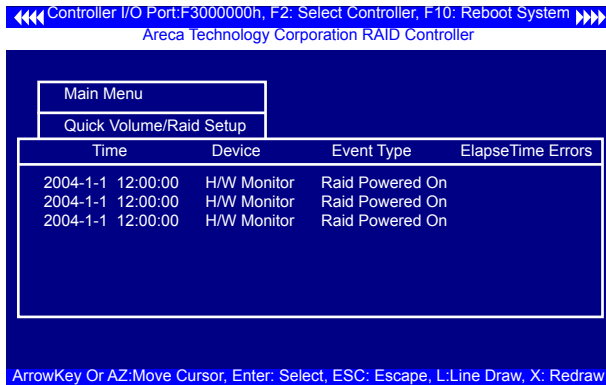 Controller I/O Port:F3000000h, F2: Select Controller, F10: Reboot System
Areca Technology Corporation RAID Controller
Main Menu
Quick Volume/Raid Setup
Time Device Event Type ElapseTime Errors
2004-1-1 12:00:00 H/W Monitor Raid Powered On
2004-1-1 12:00:00 H/W Monitor Raid Powered On
2004-1-1 12:00:00 H/W Monitor Raid Powered On
ArrowKey Or AZ:Move Cursor, Enter: Select, ESC: Escape, L:Line Draw, X: Redraw